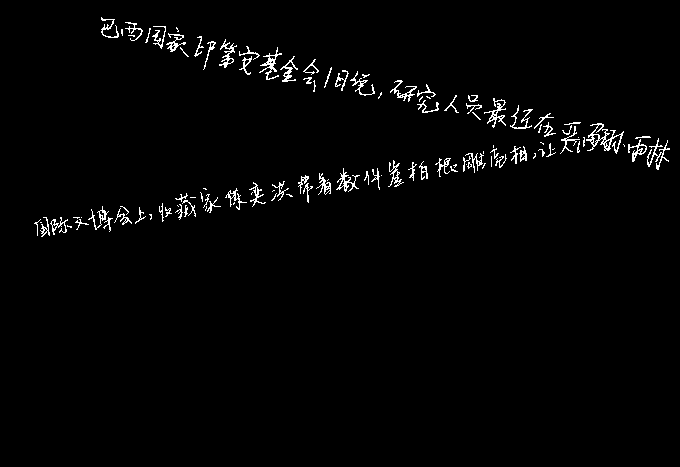 巴西国家印第安基金会1日说,研究人员最近在亚马孙雨林
国际文博会上,收藏家陈奕洪带着数件崖柏根雕亮相,让